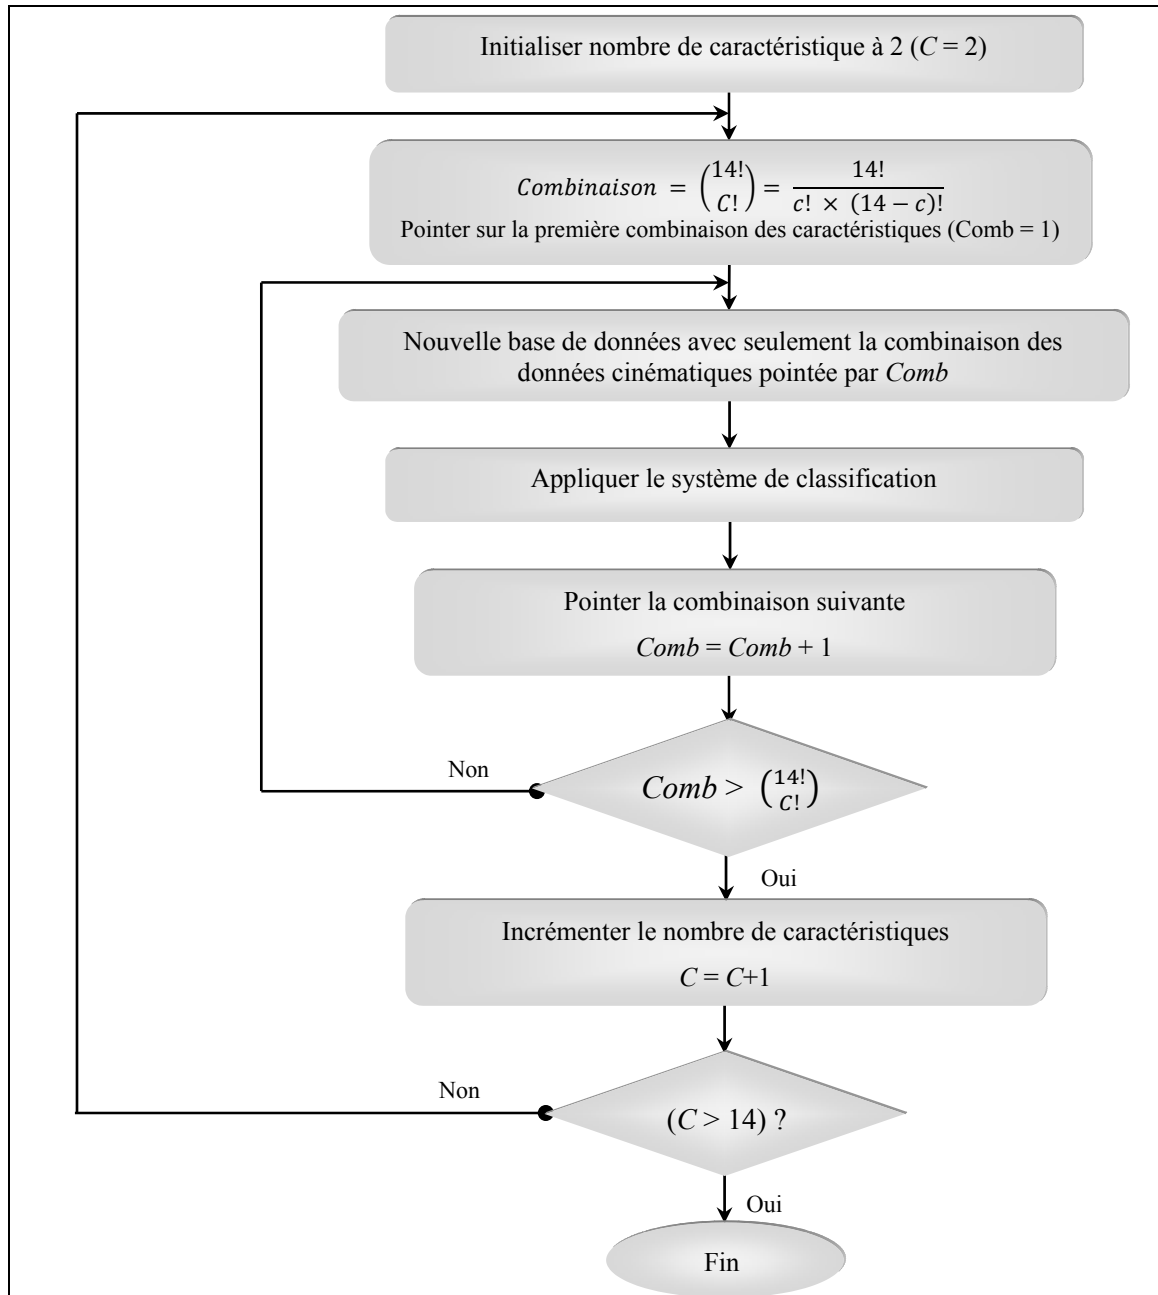 Initialiser nombre de caractéristique à 2 (C = 2)
Combinaison = (14! C!) = 14! / c! × (14 − c)!
Pointer sur la première combinaison des caractéristiques (Comb = 1)
Nouvelle base de données avec seulement la combinaison des
données cinématiques pointée par Comb
Appliquer le système de classification
Pointer la combinaison suivante
Comb = Comb + 1
Non
Comb > (14! C!)
Oui
Incrémenter le nombre de caractéristiques
C = C+1
Non
(C > 14) ?
Oui
Fin